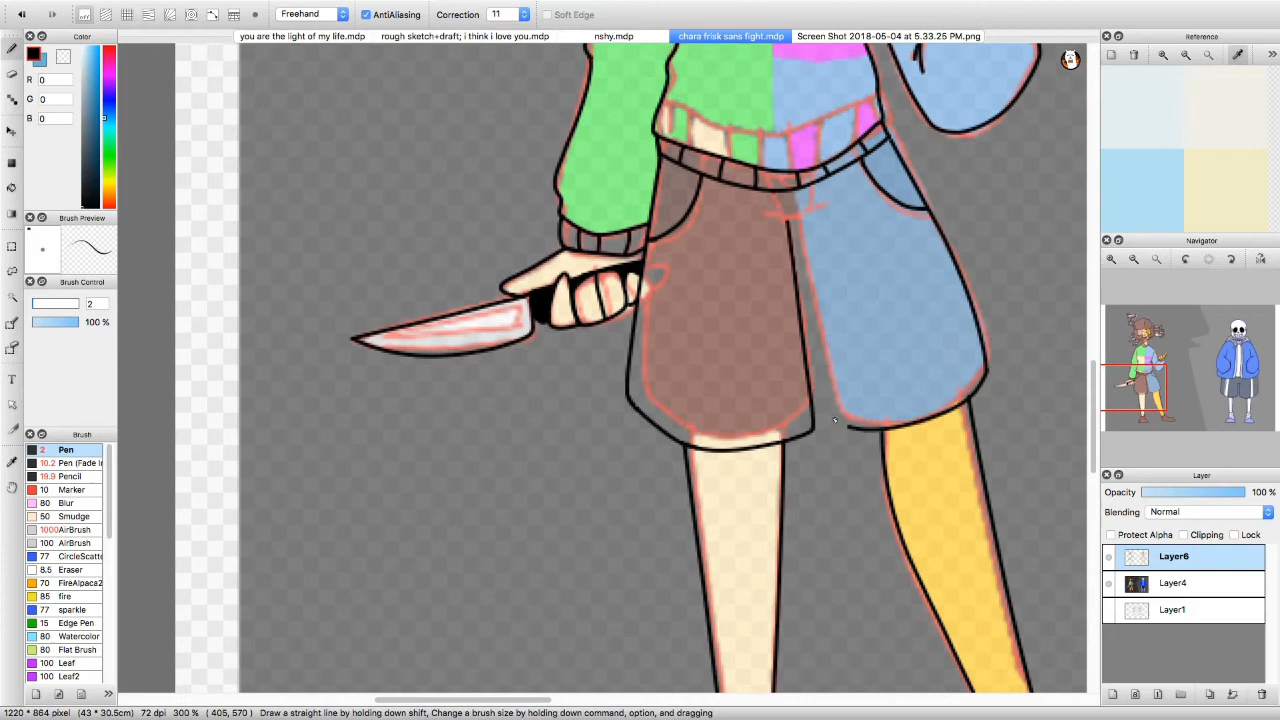 Freehand AntiAliasing Correction 11 Soft Edge
you are the light of my life.mdp rough sketch+draft; i think i love you.mdp nshy.mdp chara frisk sans fight.mdp Screen Shot 2018-05-04 at 5.33.25 PM.png
Color
R 0
G 0
B 0
Brush Preview
Brush Control
2
100 %
Brush
2 Pen
10.2 Pen (Fade I
19.9 Pencil
10 Marker
80 Blur
50 Smudge
1000 AirBrush
100 AirBrush
77 CircleScatte
8.5 Eraser
70 FireAlpaca2
85 fire
77 sparkle
15 Edge Pen
80 Watercolor
80 Flat Brush
100 Leaf
100 Leaf2
Reference
Navigator
Layer
Opacity 100 %
Blending Normal
Protect Alpha Clipping Lock
Layer6
Layer4
Layer1
1220 * 864 pixel (43 * 30.5cm) 72 dpi 300 % ( 405, 570 ) Draw a straight line by holding down shift, Change a brush size by holding down command, option, and dragging